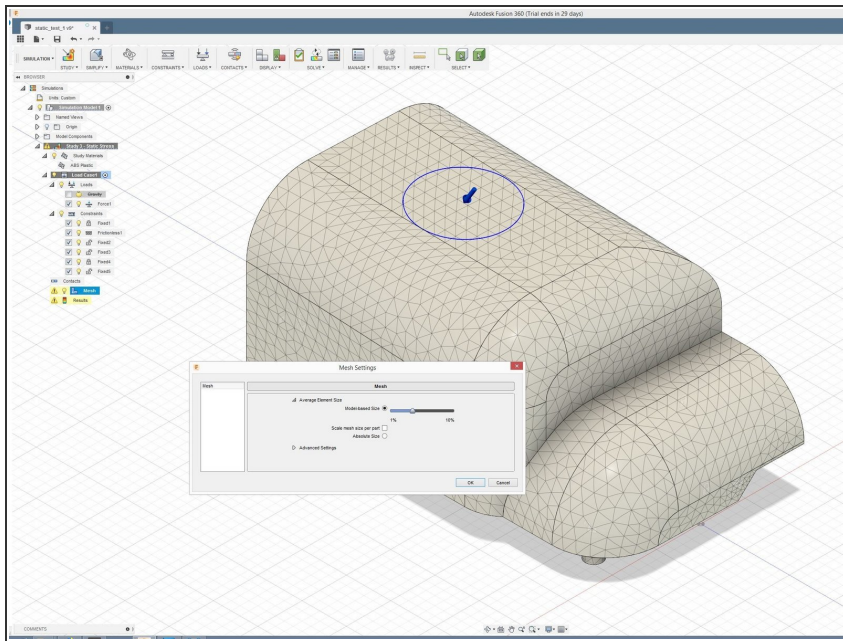 Autodesk Fusion 360 (Trial ends in 29 days)
static_test_1 v9*
SIMULATION
STUDY
SIMPLIFY
MATERIALS
CONSTRAINTS
LOADS
CONTACTS
DISPLAY
SOLVE
MANAGE
RESULTS
INSPECT
SELECT
BROWSER
Simulations
Units: Custom
Simulation Model 1
Named Views
Origin
Model Components
Study 3 - Static Stress
Study Materials
ABS Plastic
Load Case1
Loads
Gravity
Force1
Constraints
Fixed1
Frictionless1
Fixed2
Fixed3
Fixed4
Fixed5
Contacts
Mesh
Results
Mesh Settings
Mesh
Mesh
Average Element Size
Model-based Size
1% 10%
Scale mesh size per part
Absolute Size
Advanced Settings
OK Cancel
COMMENTS